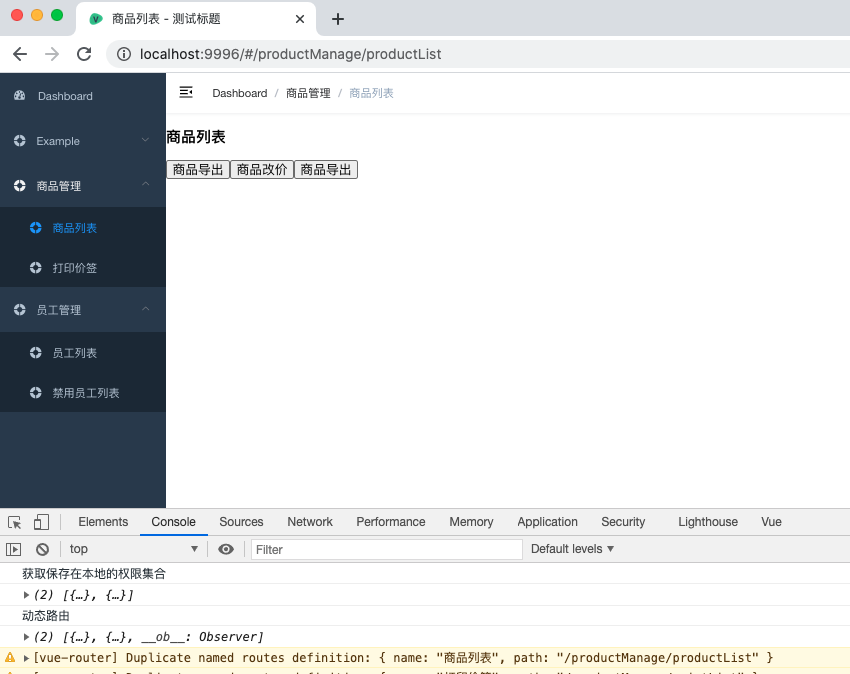 商品列表 - 测试标题
localhost:9996/#/productManage/productList
Dashboard
Example
商品管理
商品列表
打印价签
员工管理
员工列表
禁用员工列表
Dashboard / 商品管理 / 商品列表
商品列表
商品导出 商品改价 商品导出
Elements Console Sources Network Performance Memory Application Security Lighthouse Vue
top Filter Default levels
获取保存在本地的权限集合
(2) [{…}, {…}]
动态路由
(2) [{…}, {…}, __ob__: Observer]
[vue-router] Duplicate named routes definition: { name: "商品列表", path: "/productManage/productList" }